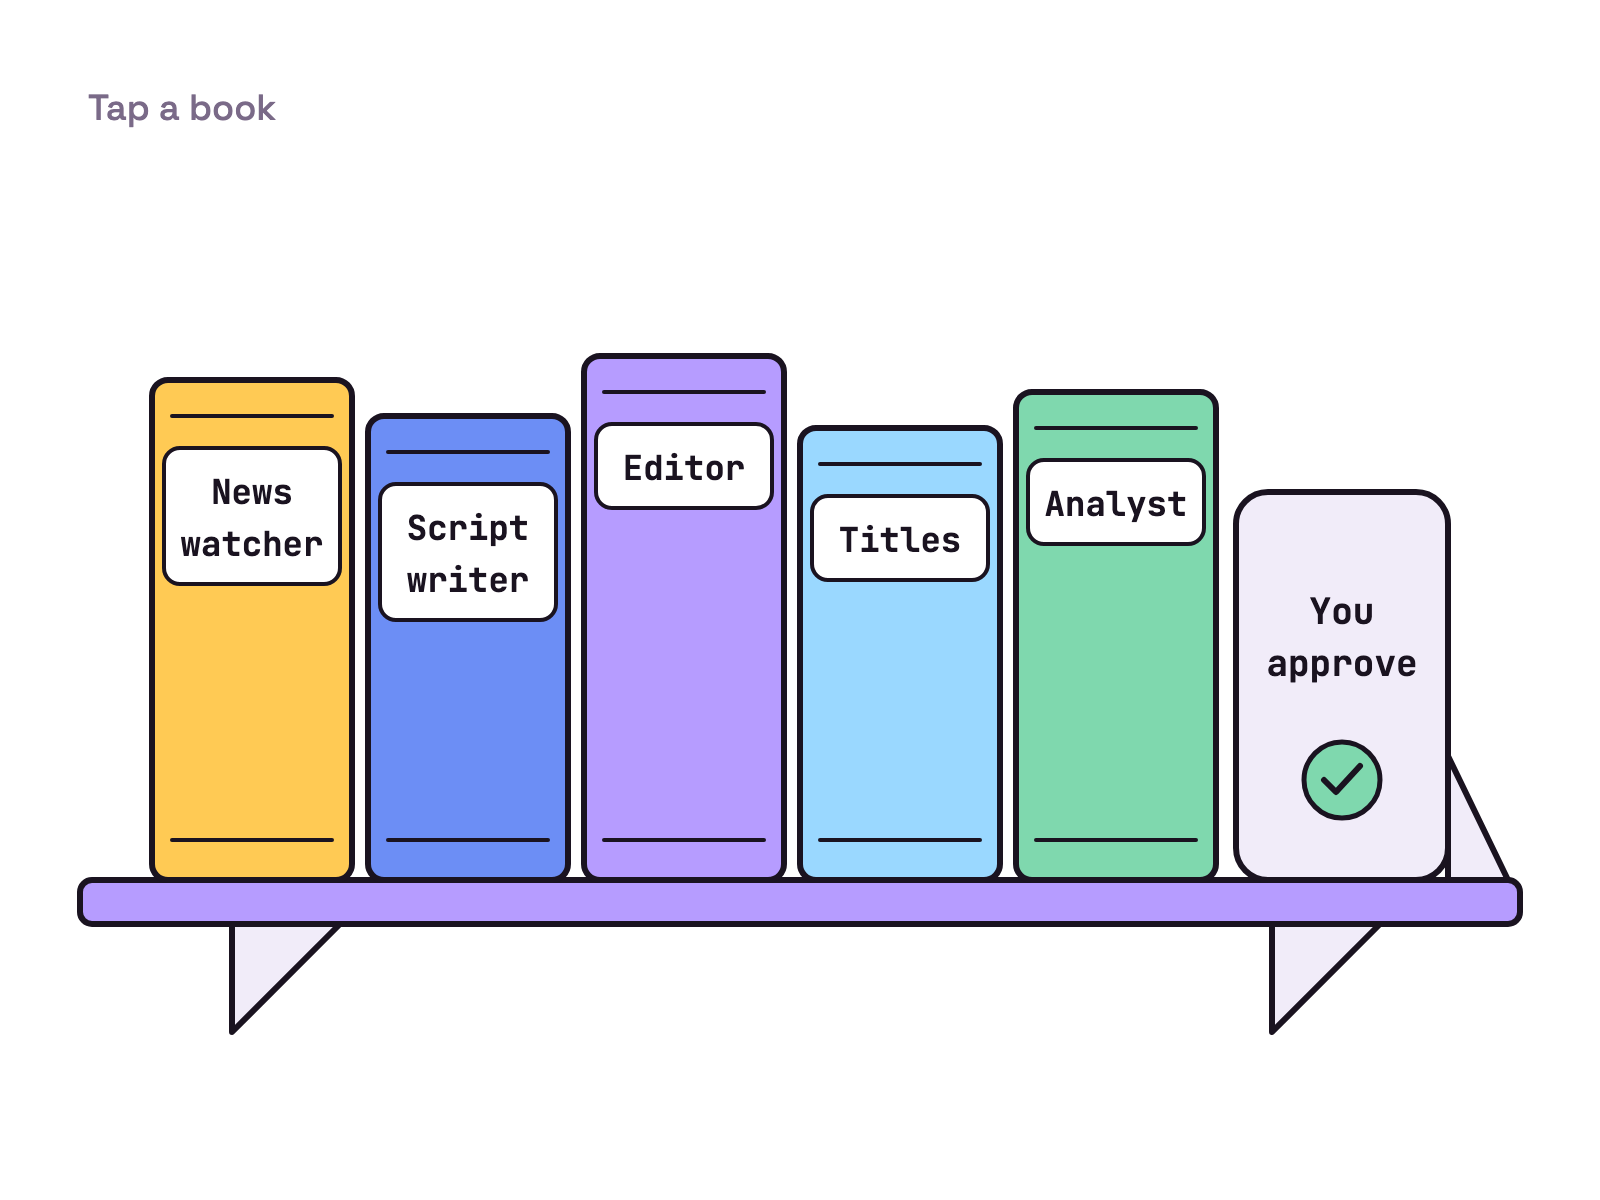 Tap a book
News
watcher
Script
writer
Editor
Titles
Analyst
You
approve